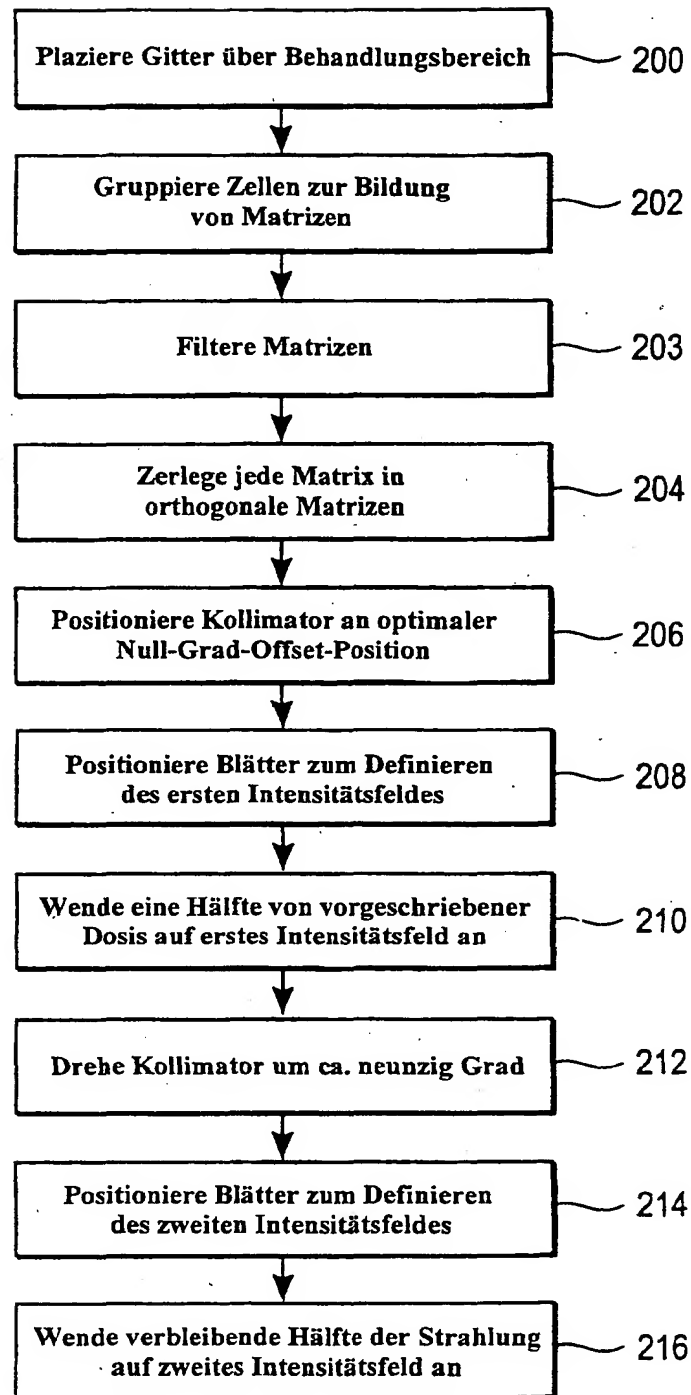 Plaziere Gitter über Behandlungsbereich
200
Gruppiere Zellen zur Bildung
von Matrizen
202
Filtere Matrizen
203
Zerlege jede Matrix in
orthogonale Matrizen
204
Positioniere Kollimator an optimaler
Null-Grad-Offset-Position
206
Positioniere Blätter zum Definieren
des ersten Intensitätsfeldes
208
Wende eine Hälfte von vorgeschriebener
Dosis auf erstes Intensitätsfeld an
210
Drehe Kollimator um ca. neunzig Grad
212
Positioniere Blätter zum Definieren
des zweiten Intensitätsfeldes
214
Wende verbleibende Hälfte der Strahlung
auf zweites Intensitätsfeld an
216